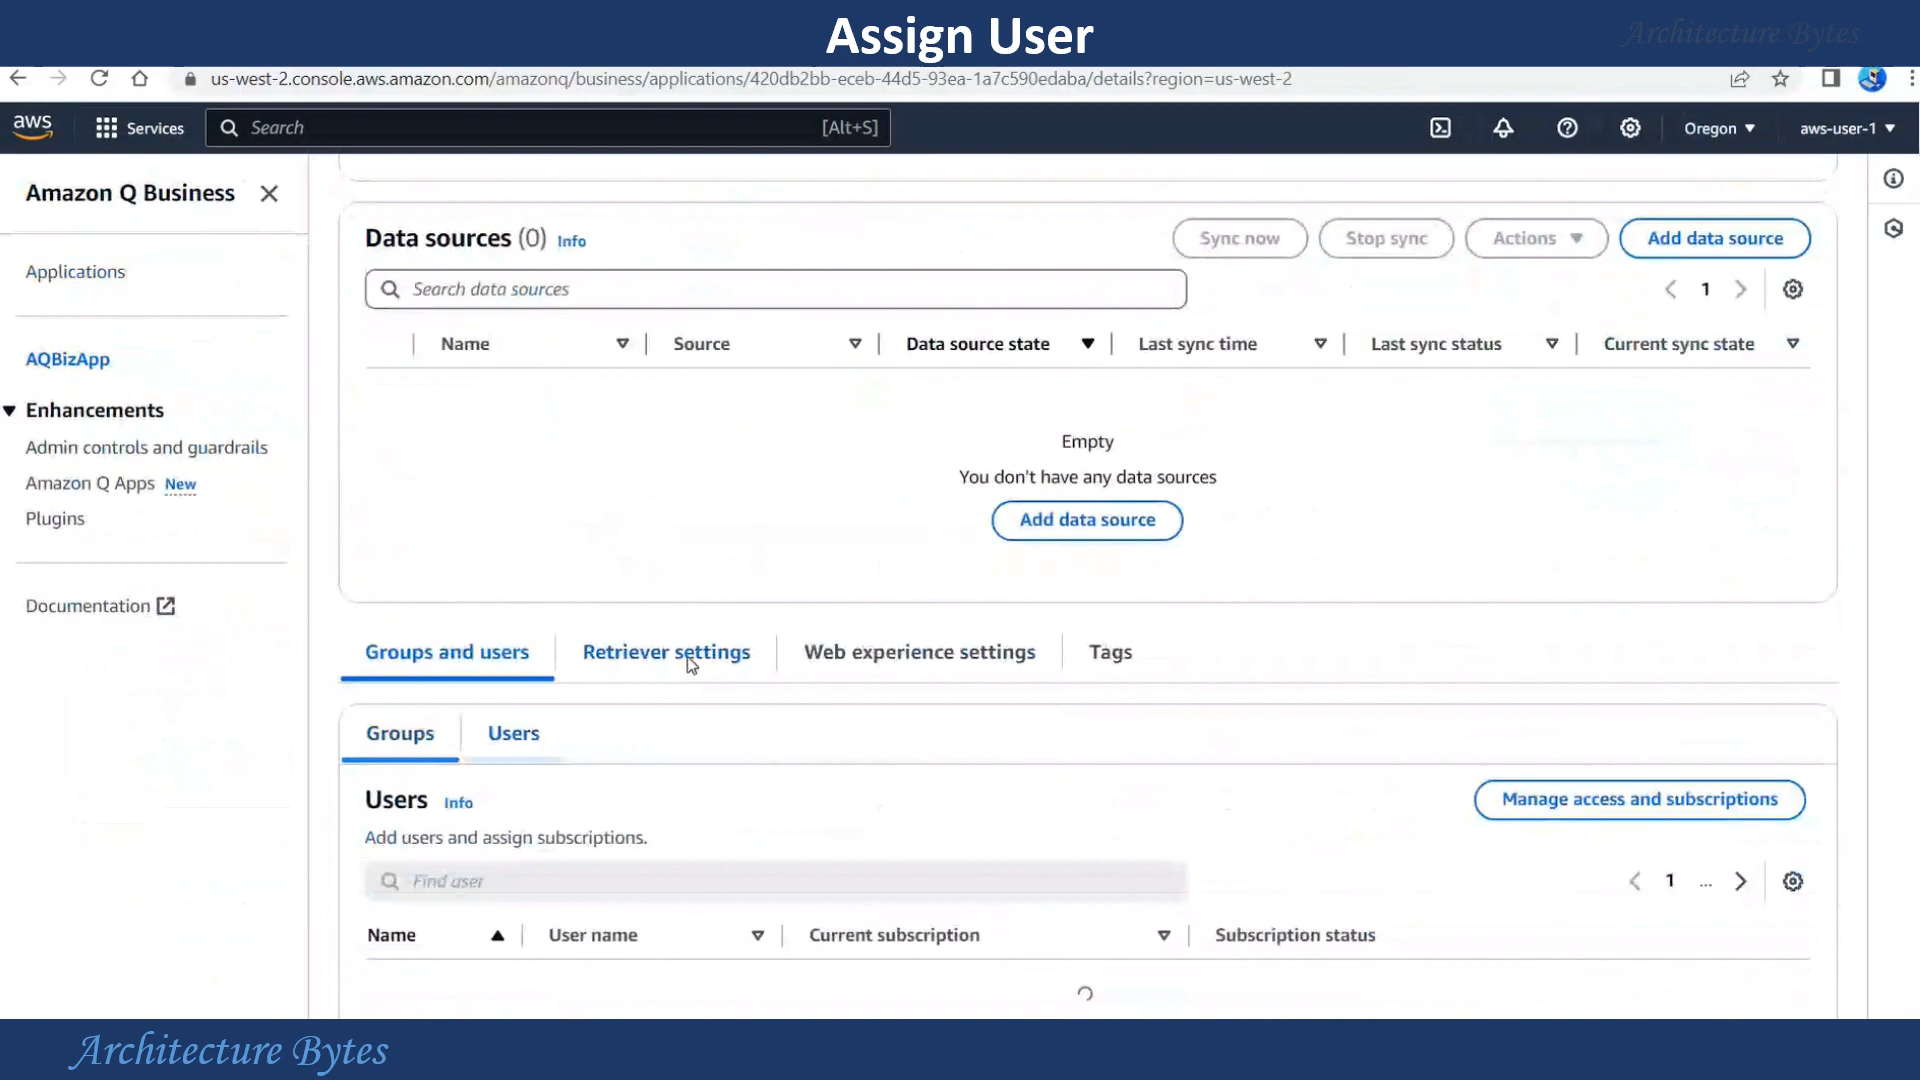 Assign User
Architecture Bytes
us-west-2.console.aws.amazon.com/amazonq/business/applications/420db2bb-eceb-44d5-93ea-1a7c590edaba/details?region=us-west-2
aws
Services
Search
[Alt+S]
Oregon
aws-user-1
Amazon Q Business
Applications
AQBizApp
Enhancements
Admin controls and guardrails
Amazon Q Apps New
Plugins
Documentation
Data sources (0) Info
Sync now
Stop sync
Actions
Add data source
Search data sources
1
Name
Source
Data source state
Last sync time
Last sync status
Current sync state
Empty
You don't have any data sources
Add data source
Groups and users
Retriever settings
Web experience settings
Tags
Groups
Users
Users Info
Manage access and subscriptions
Add users and assign subscriptions.
Find user
1 ...
Name
User name
Current subscription
Subscription status
Architecture Bytes